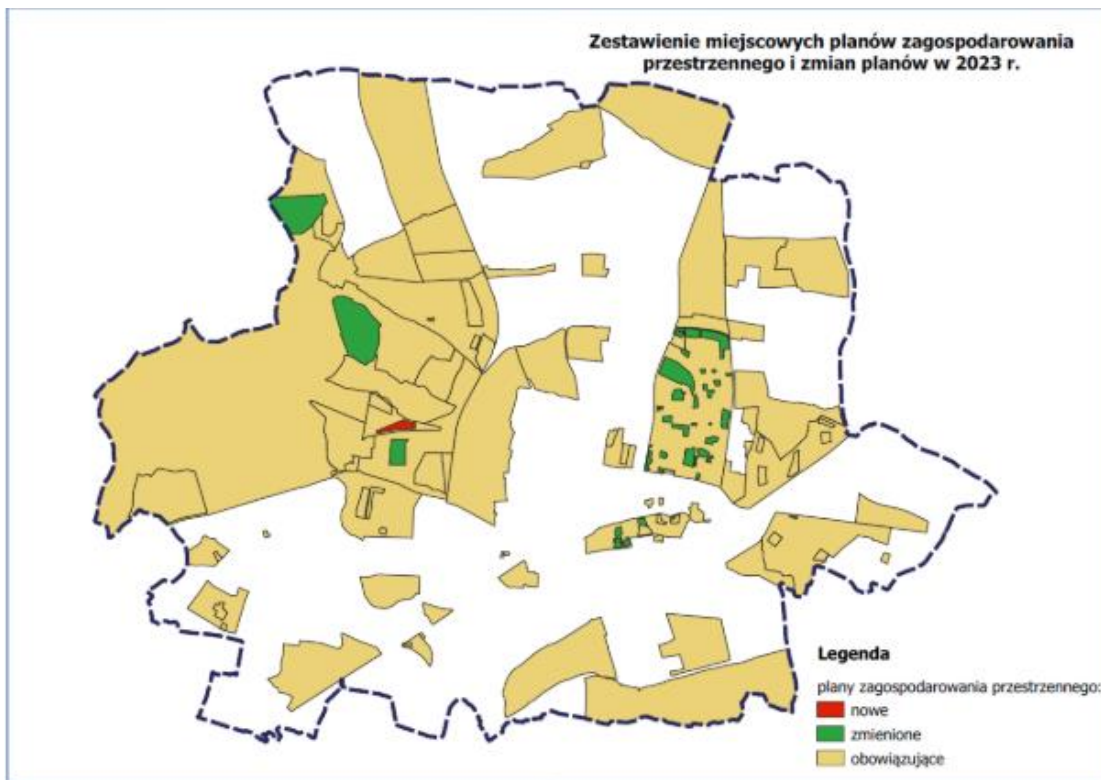 Zestawienie miejscowych planów zagospodarowania
przestrzennego i zmian planów w 2023 r.
Legenda
plany zagospodarowania przestrzennego:
nowe
zmienione
obowiązujące